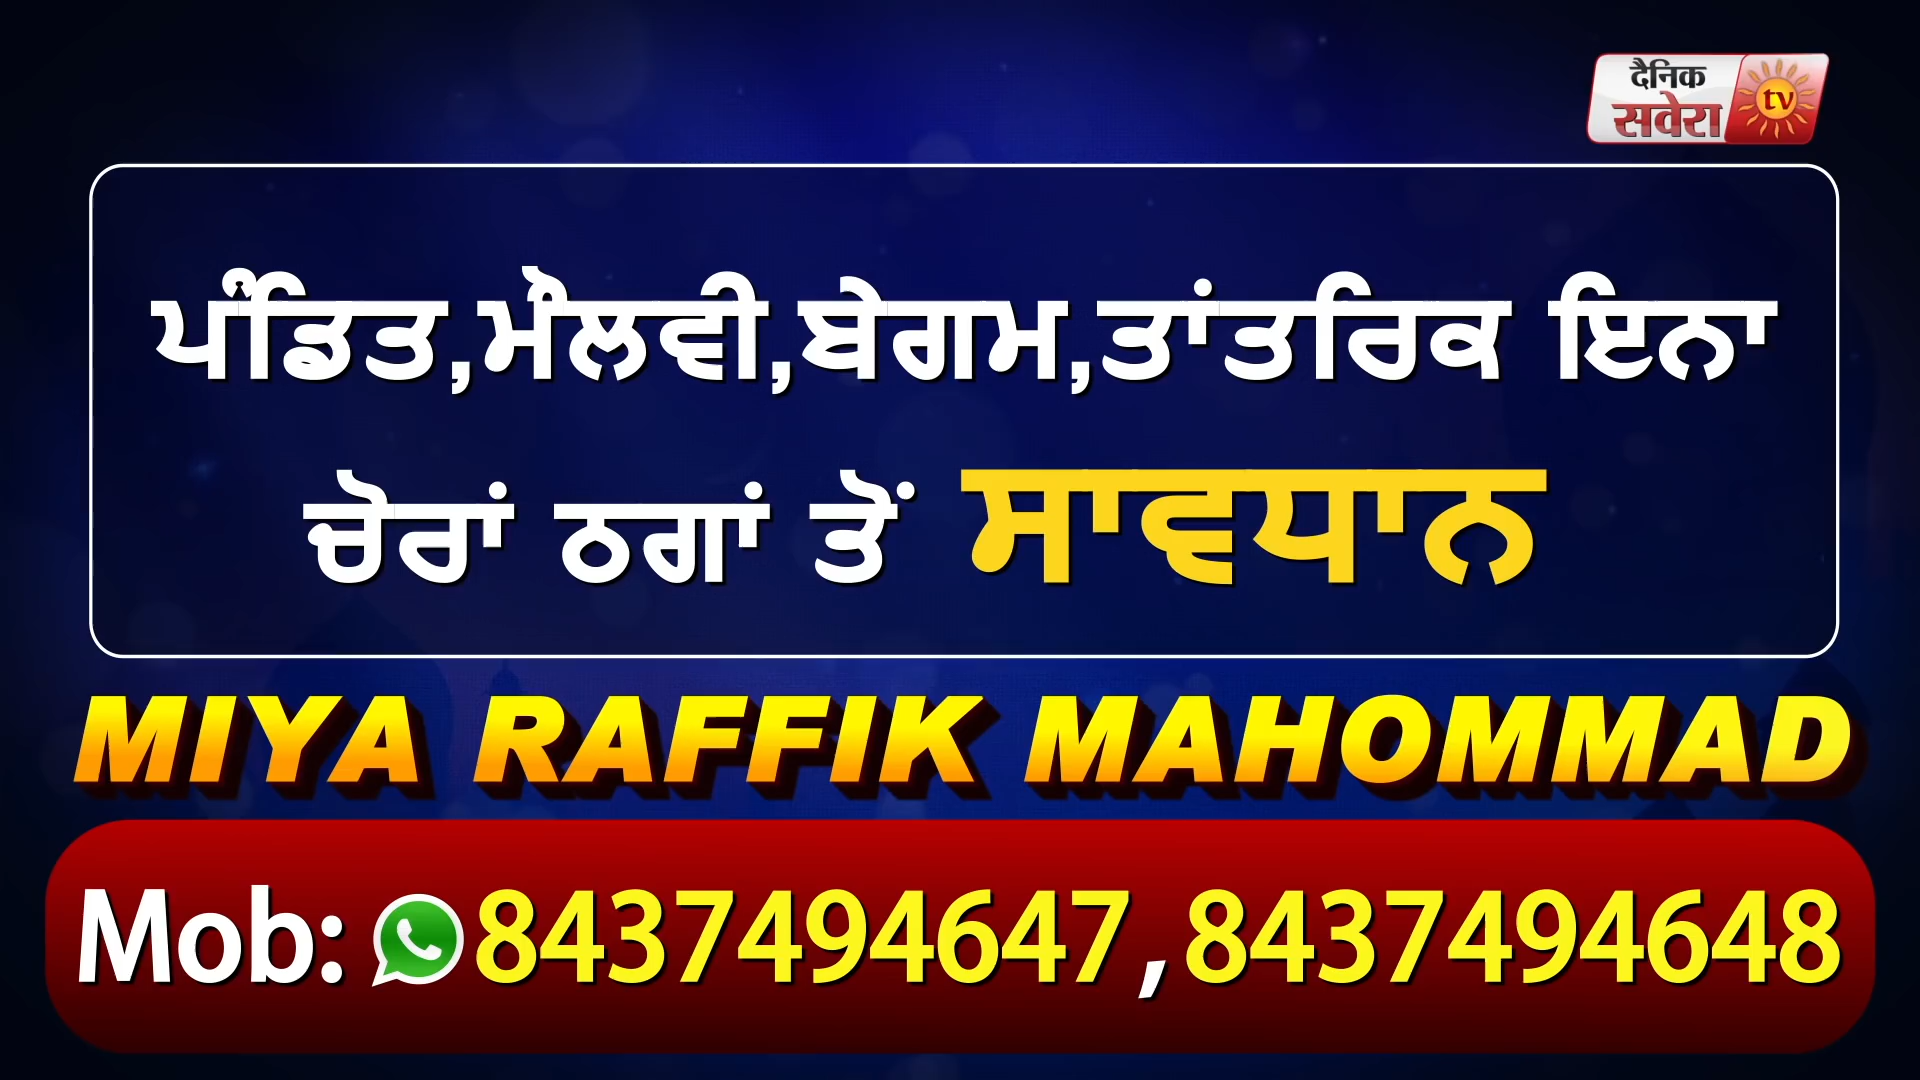 दैनिक
सवेरा tv
ਪੰਡਿਤ,ਮੌਲਵੀ,ਬੇਗਮ,ਤਾਂਤਰਿਕ ਇਨਾ
ਚੋਰਾਂ ਠਗਾਂ ਤੋਂ ਸਾਵਧਾਨ
MIYA RAFFIK MAHOMMAD
Mob: 8437494647, 8437494648